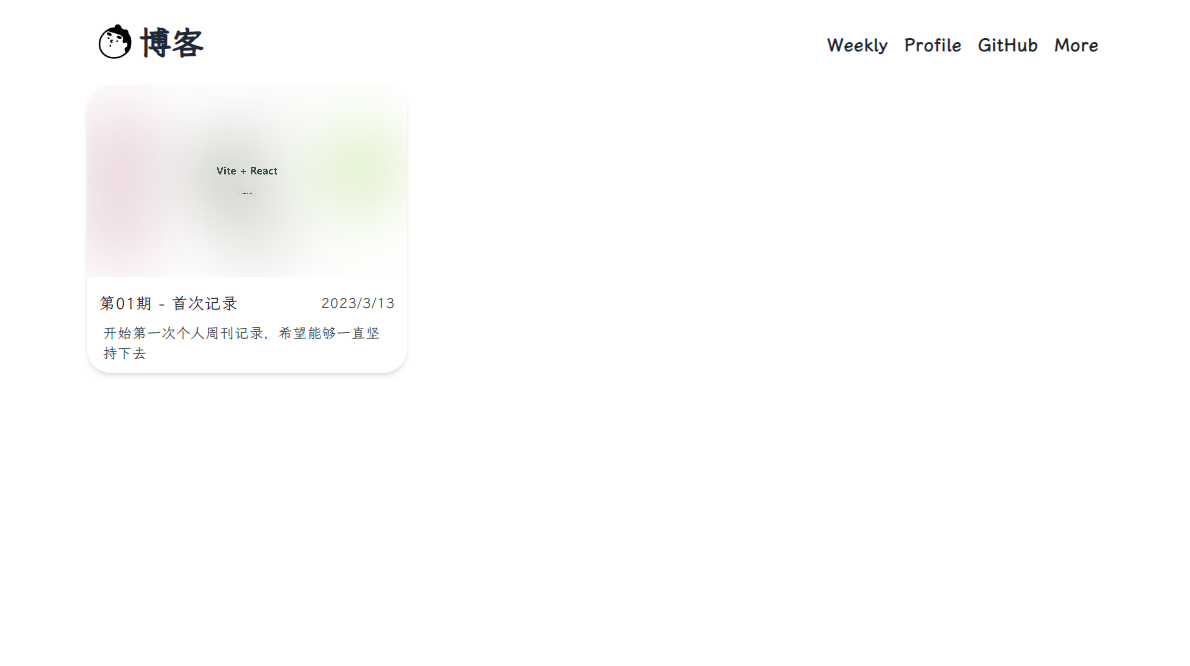 博客
Weekly Profile GitHub More
Vite + React
第01期 - 首次记录 2023/3/13
开始第一次个人周刊记录，希望能够一直坚
持下去